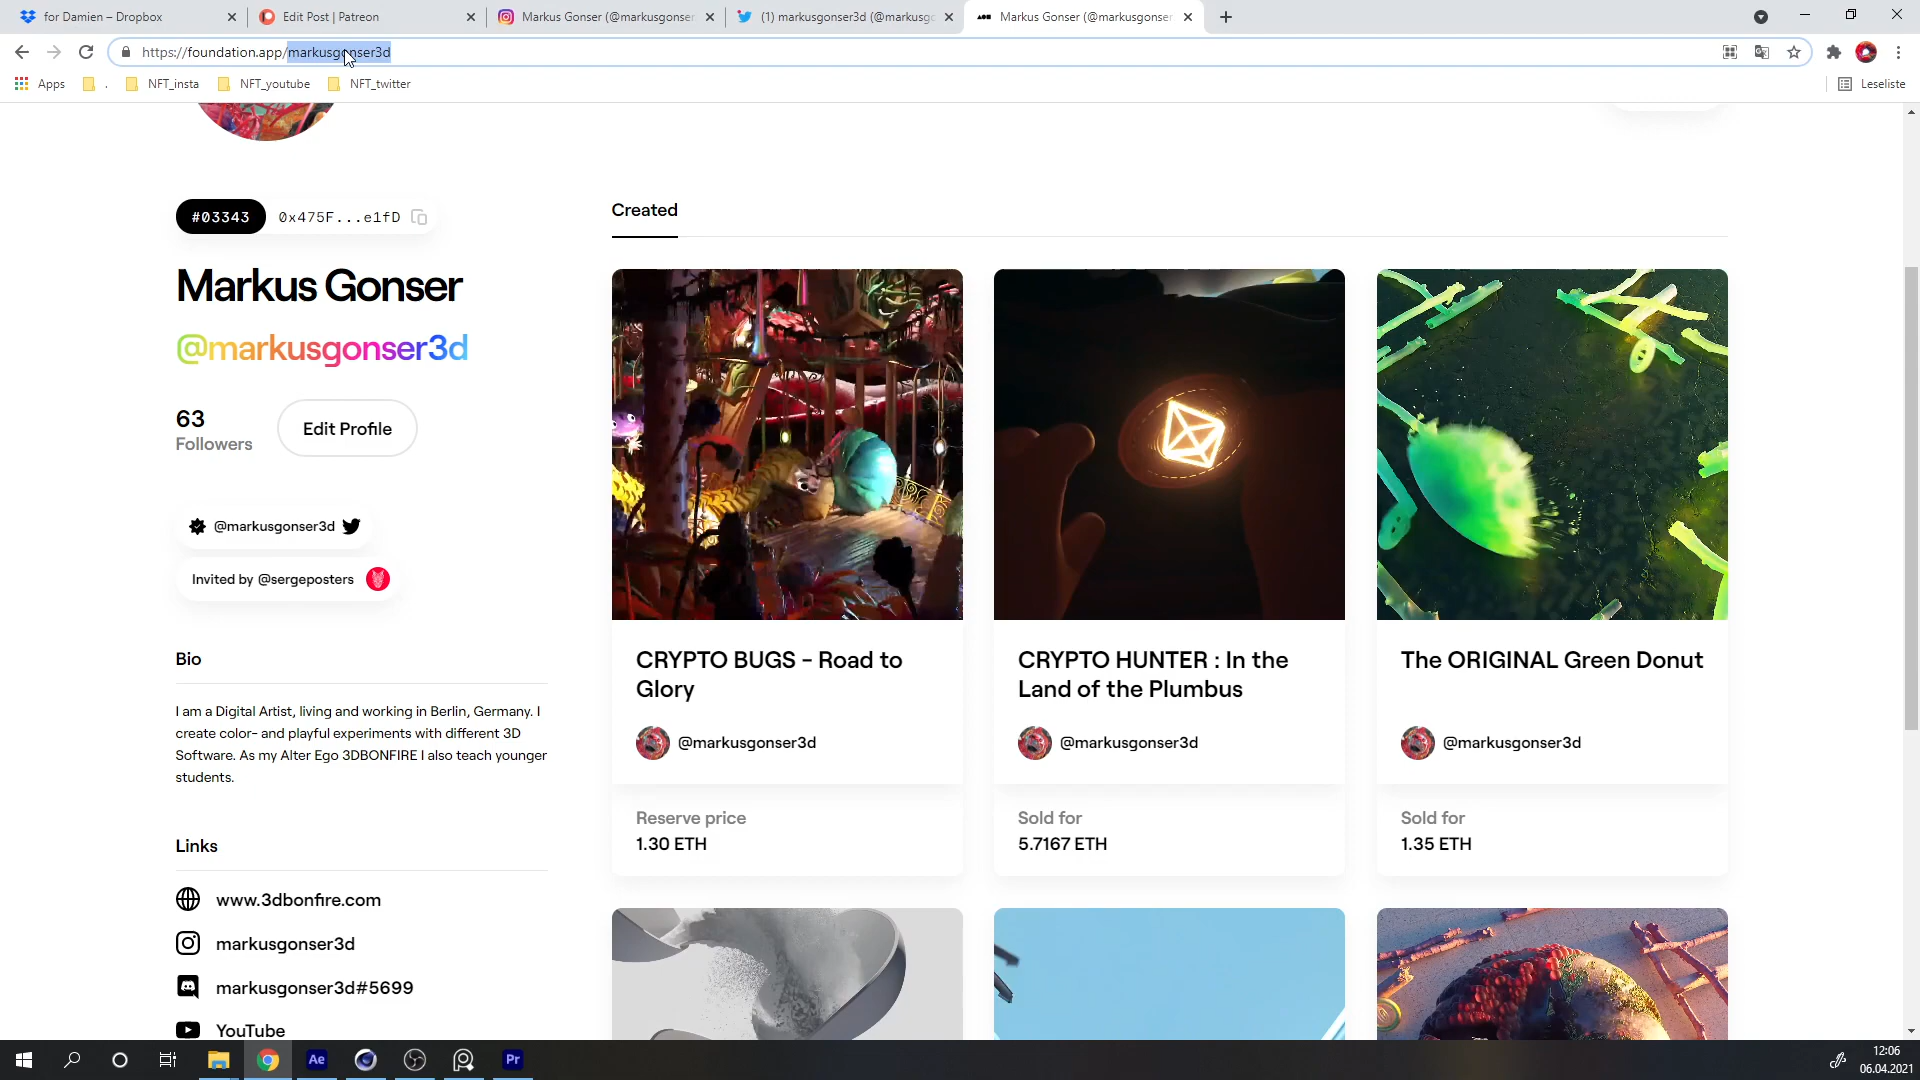 for Damien – Dropbox
Edit Post | Patreon
Markus Gonser (@markusgonser
(1) markusgonser3d (@markusgo
Markus Gonser (@markusgonser
https://foundation.app/markusgonser3d
Apps
.
NFT_insta
NFT_youtube
NFT_twitter
Leseliste
#03343
0x475F...e1fD
Markus Gonser
@markusgonser3d
63
Followers
Edit Profile
@markusgonser3d
Invited by @sergeposters
Bio
I am a Digital Artist, living and working in Berlin, Germany. I
create color- and playful experiments with different 3D
Software. As my Alter Ego 3DBONFIRE I also teach younger
students.
Links
www.3dbonfire.com
markusgonser3d
markusgonser3d#5699
YouTube
Created
CRYPTO BUGS - Road to
Glory
@markusgonser3d
Reserve price
1.30 ETH
CRYPTO HUNTER : In the
Land of the Plumbus
@markusgonser3d
Sold for
5.7167 ETH
The ORIGINAL Green Donut
@markusgonser3d
Sold for
1.35 ETH
Ae
Pr
12:06
06.04.2021